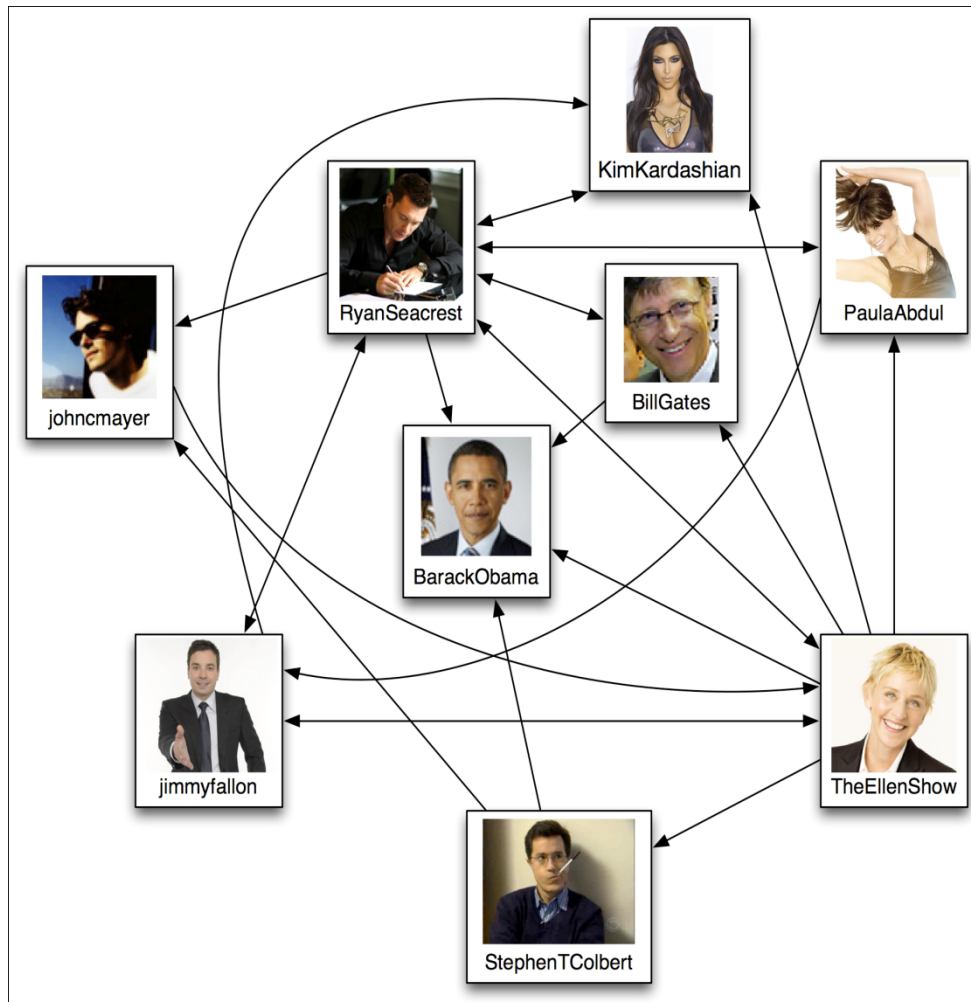 KimKardashian
RyanSeacrest
PaulaAbdul
johncmayer
BillGates
BarackObama
jimmyfallon
TheEllenShow
StephenTColbert